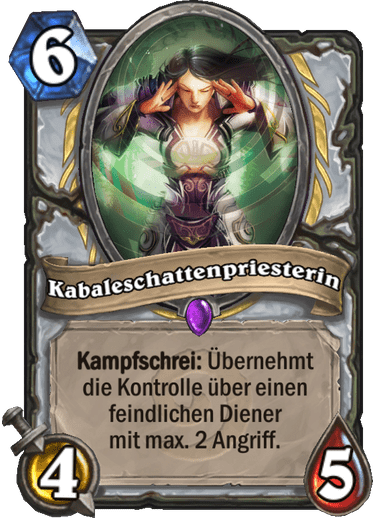 6
Kabaleschattenpriesterin
Kampfschrei: Übernehmt
die Kontrolle über einen
feindlichen Diener
mit max. 2 Angriff.
4
5